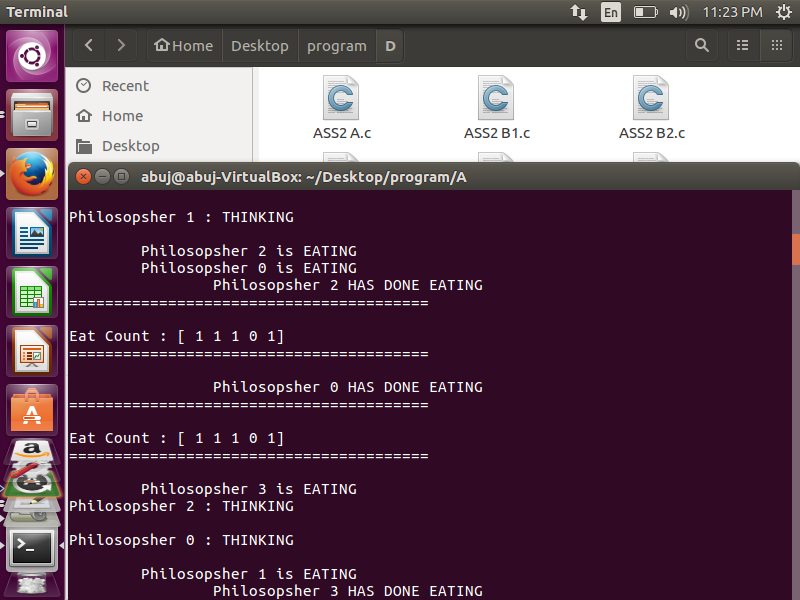 Terminal
En
11:23 PM
Home
Desktop
program
D
Recent
Home
Desktop
ASS2 A.c
ASS2 B1.c
ASS2 B2.c
abuj@abuj-VirtualBox: ~/Desktop/program/A
Philosopsher 1 : THINKING
Philosopsher 2 is EATING
Philosopsher 0 is EATING
Philosopsher 2 HAS DONE EATING
========================================
Eat Count : [ 1 1 1 0 1]
========================================
Philosopsher 0 HAS DONE EATING
========================================
Eat Count : [ 1 1 1 0 1]
========================================
Philosopsher 3 is EATING
Philosopsher 2 : THINKING
Philosopsher 0 : THINKING
Philosopsher 1 is EATING
Philosopsher 3 HAS DONE EATING